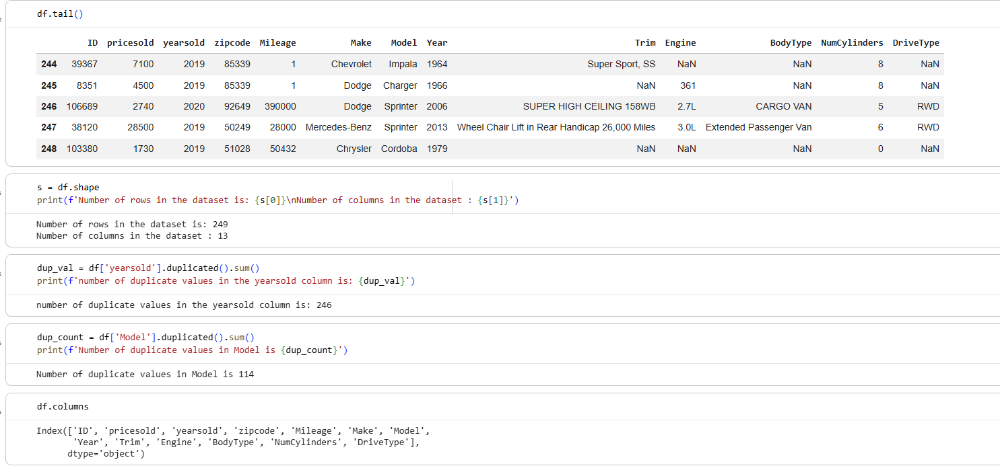 df.tail()
ID pricesold yearsold zipcode Mileage Make Model Year Trim Engine BodyType NumCylinders DriveType
244 39367 7100 2019 85339 1 Chevrolet Impala 1964 Super Sport, SS NaN NaN 8 NaN
245 8351 4500 2019 85339 1 Dodge Charger 1966 NaN 361 NaN 8 NaN
246 106689 2740 2020 92649 390000 Dodge Sprinter 2006 SUPER HIGH CEILING 158WB 2.7L CARGO VAN 5 RWD
247 38120 28500 2019 50249 28000 Mercedes-Benz Sprinter 2013 Wheel Chair Lift in Rear Handicap 26,000 Miles 3.0L Extended Passenger Van 6 RWD
248 103380 1730 2019 51028 50432 Chrysler Cordoba 1979 NaN NaN NaN 0 NaN
s = df.shape
print(f'Number of rows in the dataset is: {s[0]}\nNumber of columns in the dataset : {s[1]}')
Number of rows in the dataset is: 249
Number of columns in the dataset : 13
dup_val = df['yearsold'].duplicated().sum()
print(f'number of duplicate values in the yearsold column is: {dup_val}')
number of duplicate values in the yearsold column is: 246
dup_count = df['Model'].duplicated().sum()
print(f'Number of duplicate values in Model is {dup_count}')
Number of duplicate values in Model is 114
df.columns
Index(['ID', 'pricesold', 'yearsold', 'zipcode', 'Mileage', 'Make', 'Model',
'Year', 'Trim', 'Engine', 'BodyType', 'NumCylinders', 'DriveType'],
dtype='object')